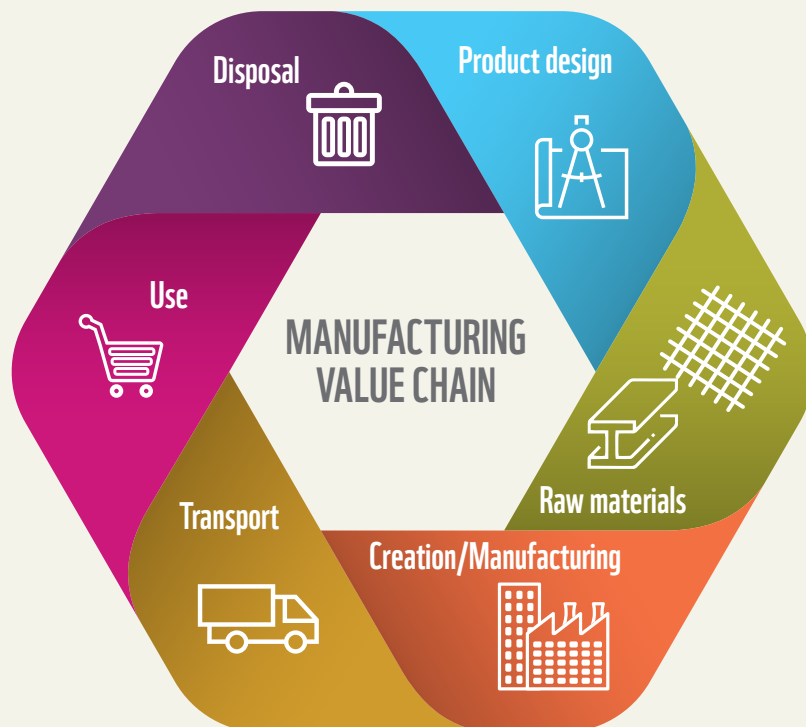 Disposal
Product design
Use
MANUFACTURING
VALUE CHAIN
Raw materials
Transport
Creation/Manufacturing